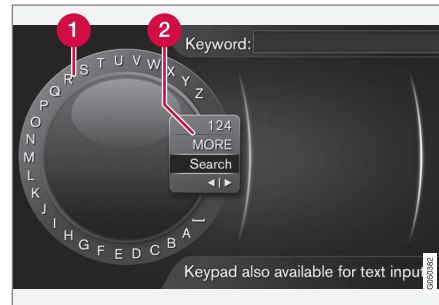 1
2
Keyword:
A B C D E F G H I J K L M N O P Q R S T U V W X Y Z
124
MORE
Search
◄|►
Keypad also available for text input
G050382